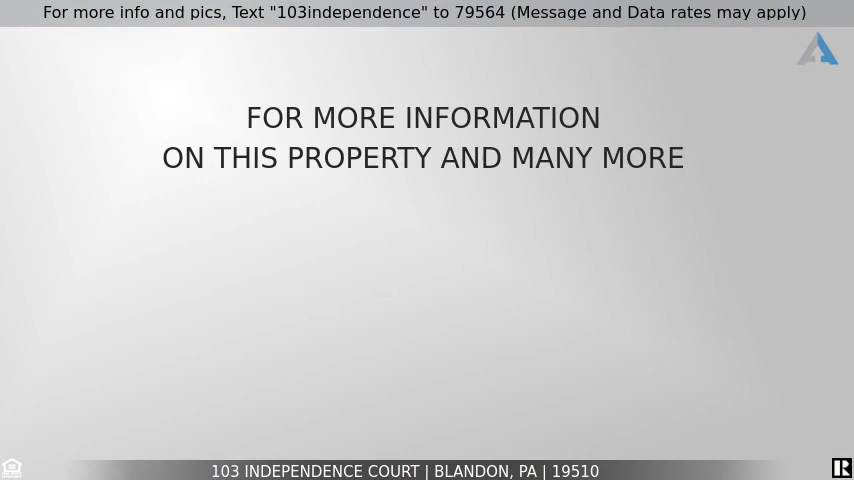 For more info and pics, Text "103independence" to 79564 (Message and Data rates may apply)
FOR MORE INFORMATION
ON THIS PROPERTY AND MANY MORE
103 INDEPENDENCE COURT | BLANDON, PA | 19510